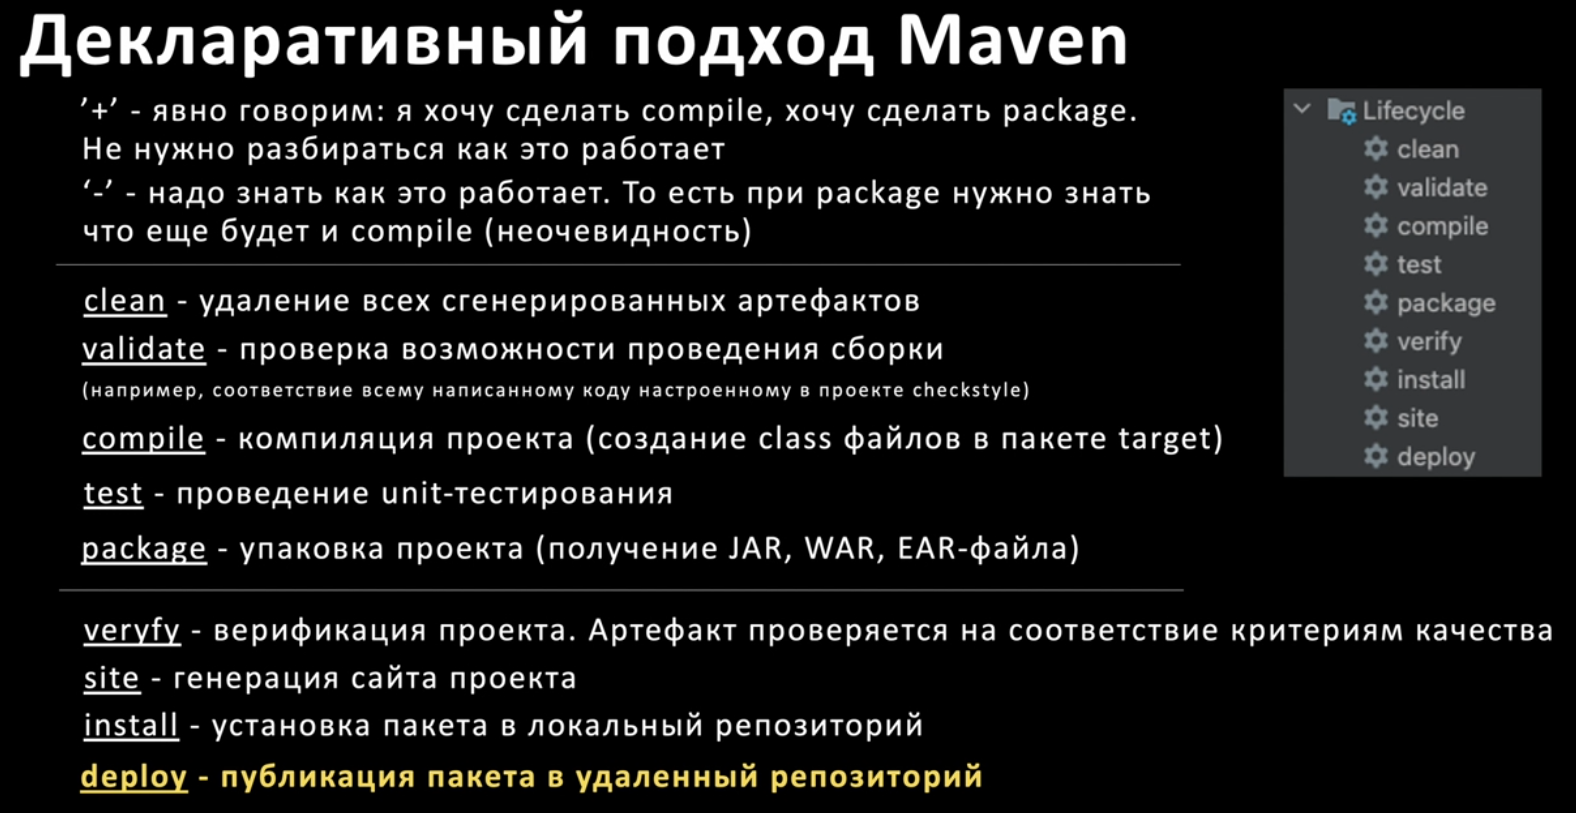 Декларативный подход Maven
’+’ - явно говорим: я хочу сделать compile, хочу сделать package.
Не нужно разбираться как это работает
‘-’ - надо знать как это работает. То есть при package нужно знать
что еще будет и compile (неочевидность)
clean - удаление всех сгенерированных артефактов
validate - проверка возможности проведения сборки
(например, соответствие всему написанному коду настроенному в проекте checkstyle)
compile - компиляция проекта (создание class файлов в пакете target)
test - проведение unit-тестирования
package - упаковка проекта (получение JAR, WAR, EAR-файла)
veryfy - верификация проекта. Артефакт проверяется на соответствие критериям качества
site - генерация сайта проекта
install - установка пакета в локальный репозиторий
deploy - публикация пакета в удаленный репозиторий
Lifecycle
clean
validate
compile
test
package
verify
install
site
deploy